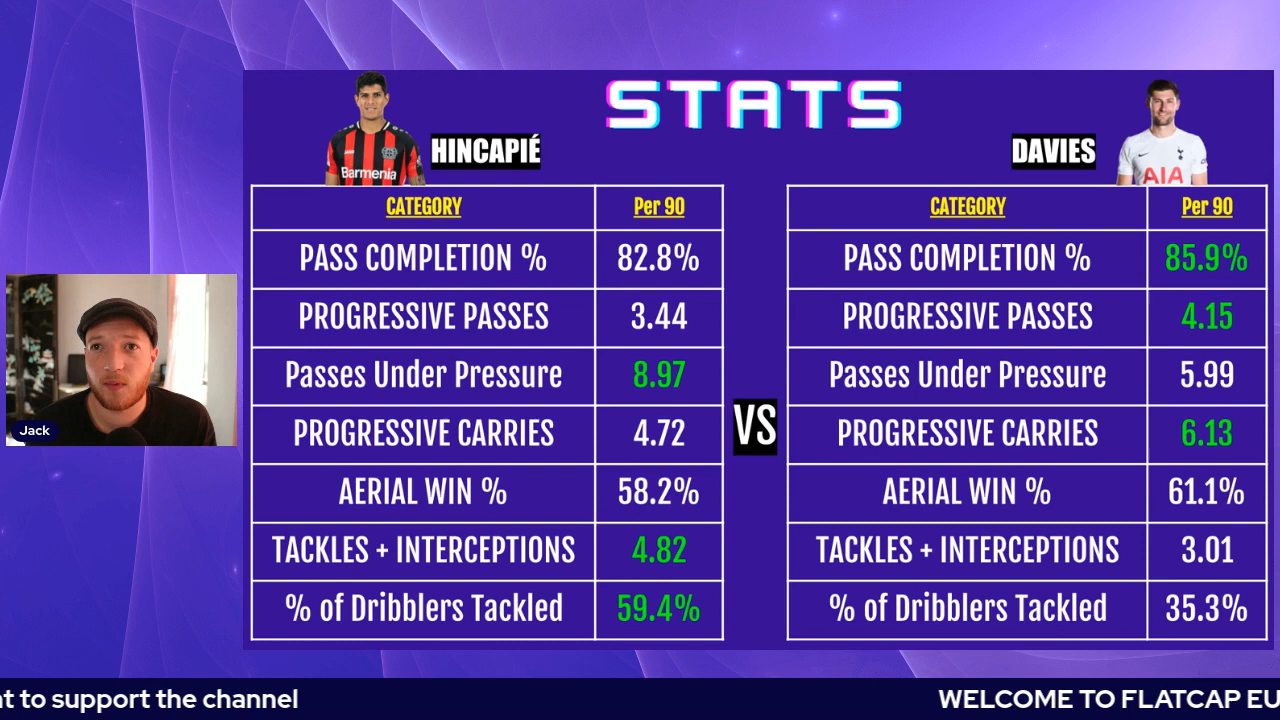 STATS
HINCAPIÉ
Barmenia
DAVIES
AIA
CATEGORY Per 90
PASS COMPLETION % 82.8%
PROGRESSIVE PASSES 3.44
Passes Under Pressure 8.97
PROGRESSIVE CARRIES 4.72
AERIAL WIN % 58.2%
TACKLES + INTERCEPTIONS 4.82
% of Dribblers Tackled 59.4%
VS
CATEGORY Per 90
PASS COMPLETION % 85.9%
PROGRESSIVE PASSES 4.15
Passes Under Pressure 5.99
PROGRESSIVE CARRIES 6.13
AERIAL WIN % 61.1%
TACKLES + INTERCEPTIONS 3.01
% of Dribblers Tackled 35.3%
Jack
to support the channel
WELCOME TO FLATCAP EU